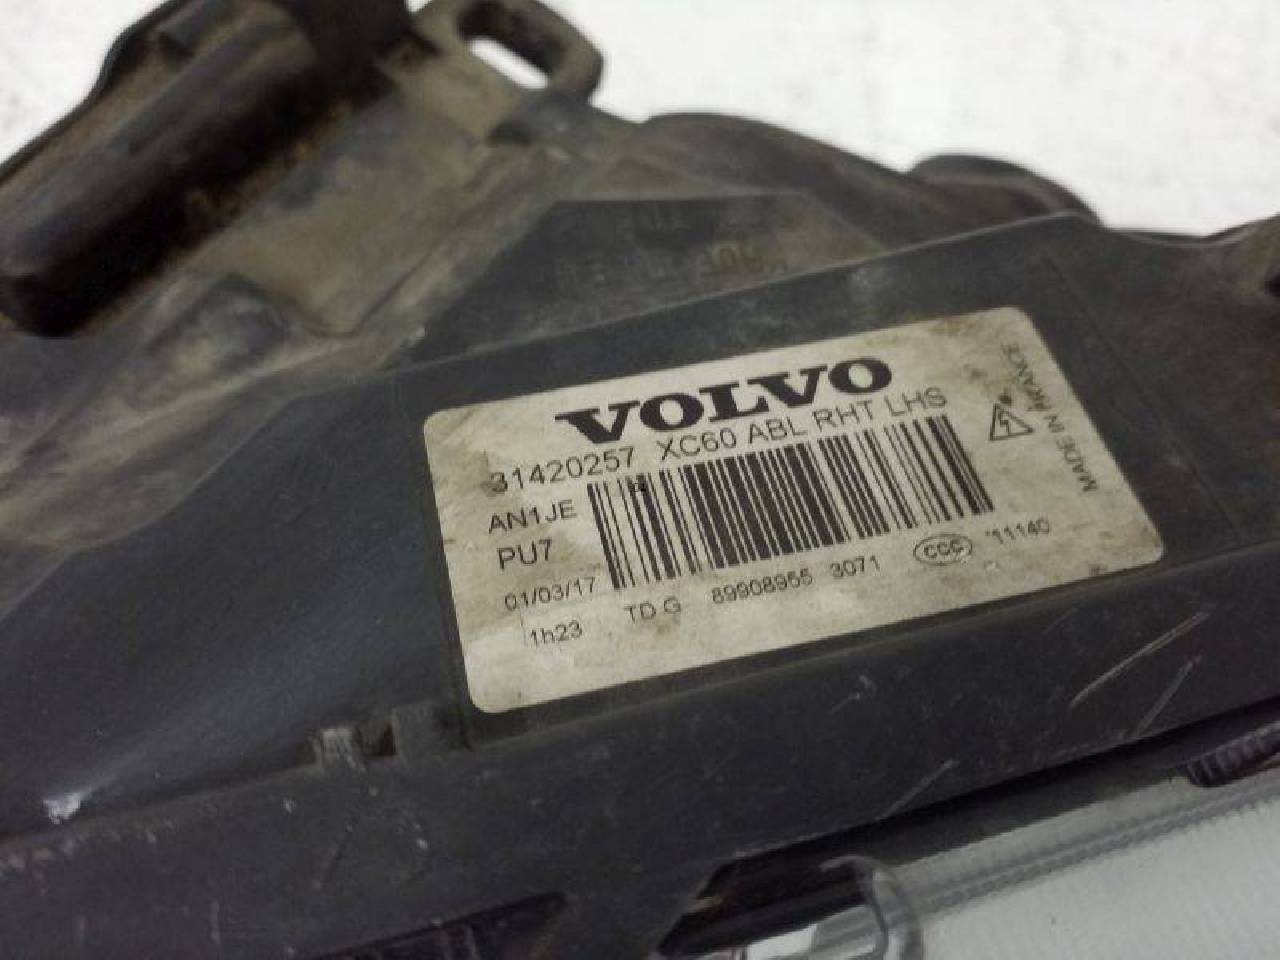 VOLVO
31420257 XC60 ABL RHT LHS
AN1JE
PU7
01/03/17
1h23
TD G 89908955 3071
CCC
11140
MADE IN FRANCE